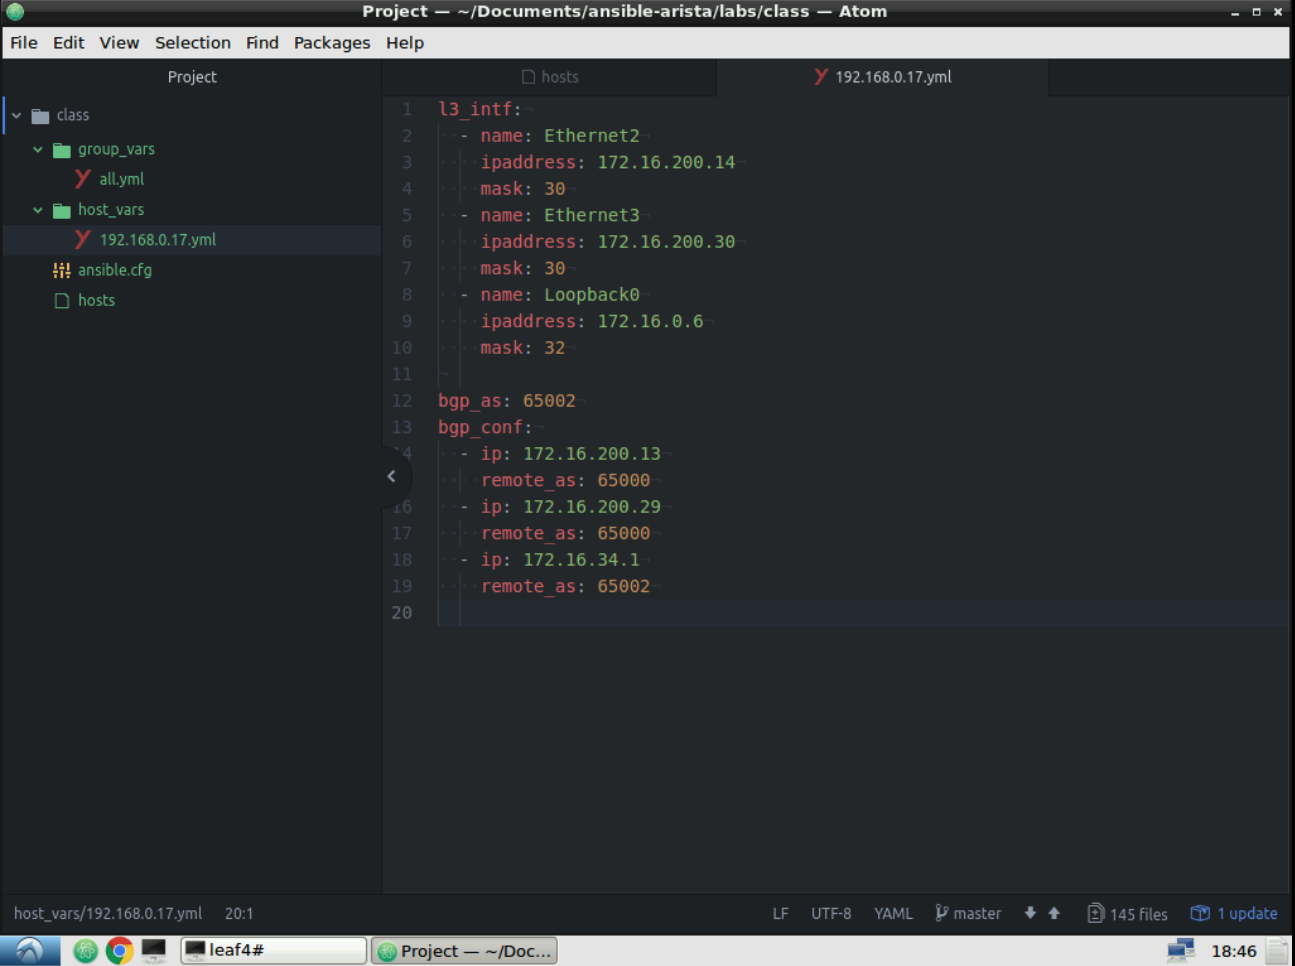 Project — ~/Documents/ansible-arista/labs/class — Atom
File Edit View Selection Find Packages Help
Project
hosts
192.168.0.17.yml
class
group_vars
all.yml
host_vars
192.168.0.17.yml
ansible.cfg
hosts
1 l3_intf:
2 - name: Ethernet2
3 ipaddress: 172.16.200.14
4 mask: 30
5 - name: Ethernet3
6 ipaddress: 172.16.200.30
7 mask: 30
8 - name: Loopback0
9 ipaddress: 172.16.0.6
10 mask: 32
11
12 bgp_as: 65002
13 bgp_conf:
- ip: 172.16.200.13
remote_as: 65000
16 - ip: 172.16.200.29
17 remote_as: 65000
18 - ip: 172.16.34.1
19 remote_as: 65002
20
host_vars/192.168.0.17.yml 20:1 LF UTF-8 YAML master 145 files 1 update
leaf4# Project — ~/Doc... 18:46